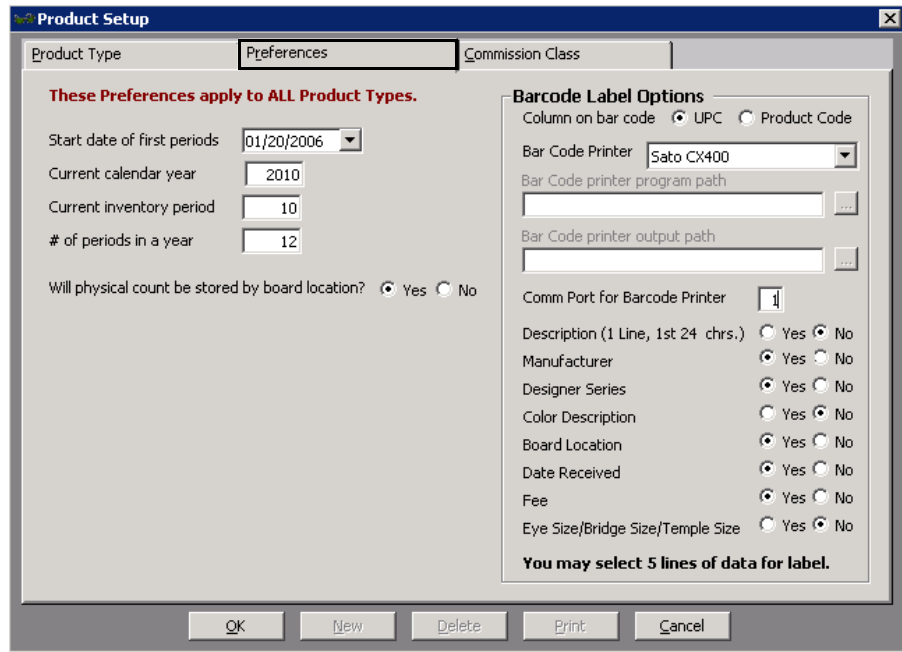 Product Setup
Product Type
Preferences
Commission Class
These Preferences apply to ALL Product Types.
Start date of first periods 01/20/2006
Current calendar year 2010
Current inventory period 10
# of periods in a year 12
Will physical count be stored by board location? Yes No
Barcode Label Options
Column on bar code UPC Product Code
Bar Code Printer Sato CX400
Bar Code printer program path
...
Bar Code printer output path
...
Comm Port for Barcode Printer 1
Description (1 Line, 1st 24 chrs.) Yes No
Manufacturer Yes No
Designer Series Yes No
Color Description Yes No
Board Location Yes No
Date Received Yes No
Fee Yes No
Eye Size/Bridge Size/Temple Size Yes No
You may select 5 lines of data for label.
OK New Delete Print Cancel